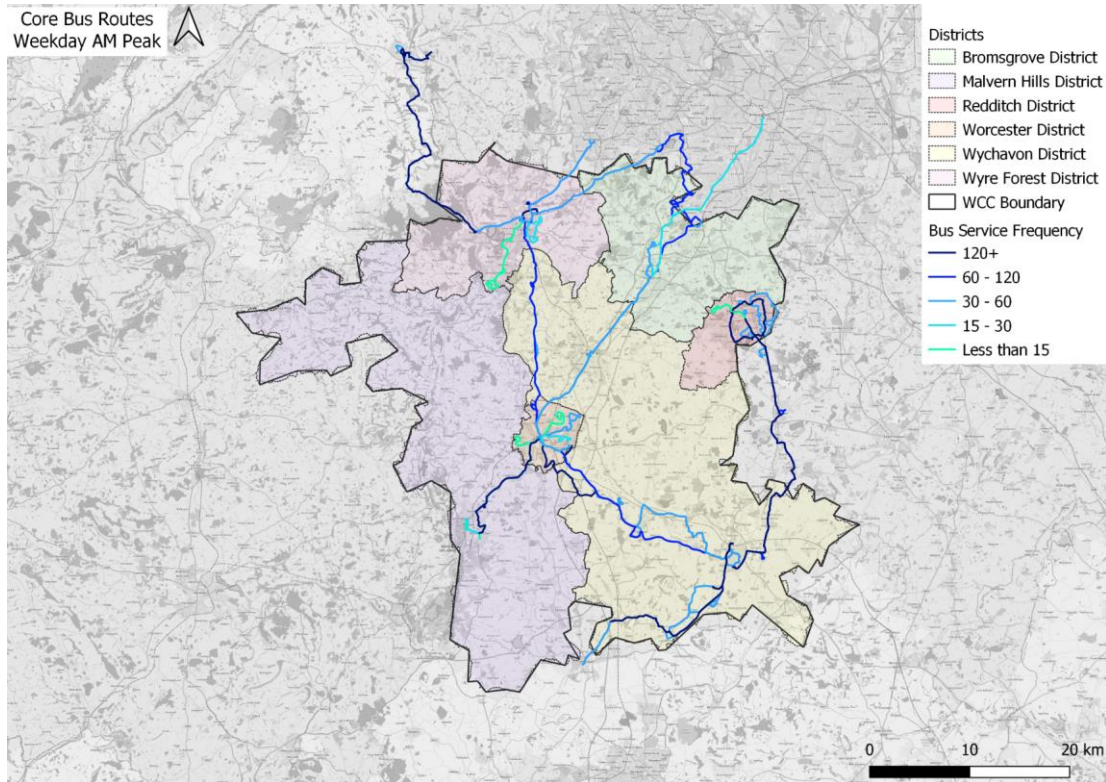 Core Bus Routes
Weekday AM Peak
Districts
Bromsgrove District
Malvern Hills District
Redditch District
Worcester District
Wychavon District
Wyre Forest District
WCC Boundary
Bus Service Frequency
120+
60 - 120
30 - 60
15 - 30
Less than 15
0 10 20 km